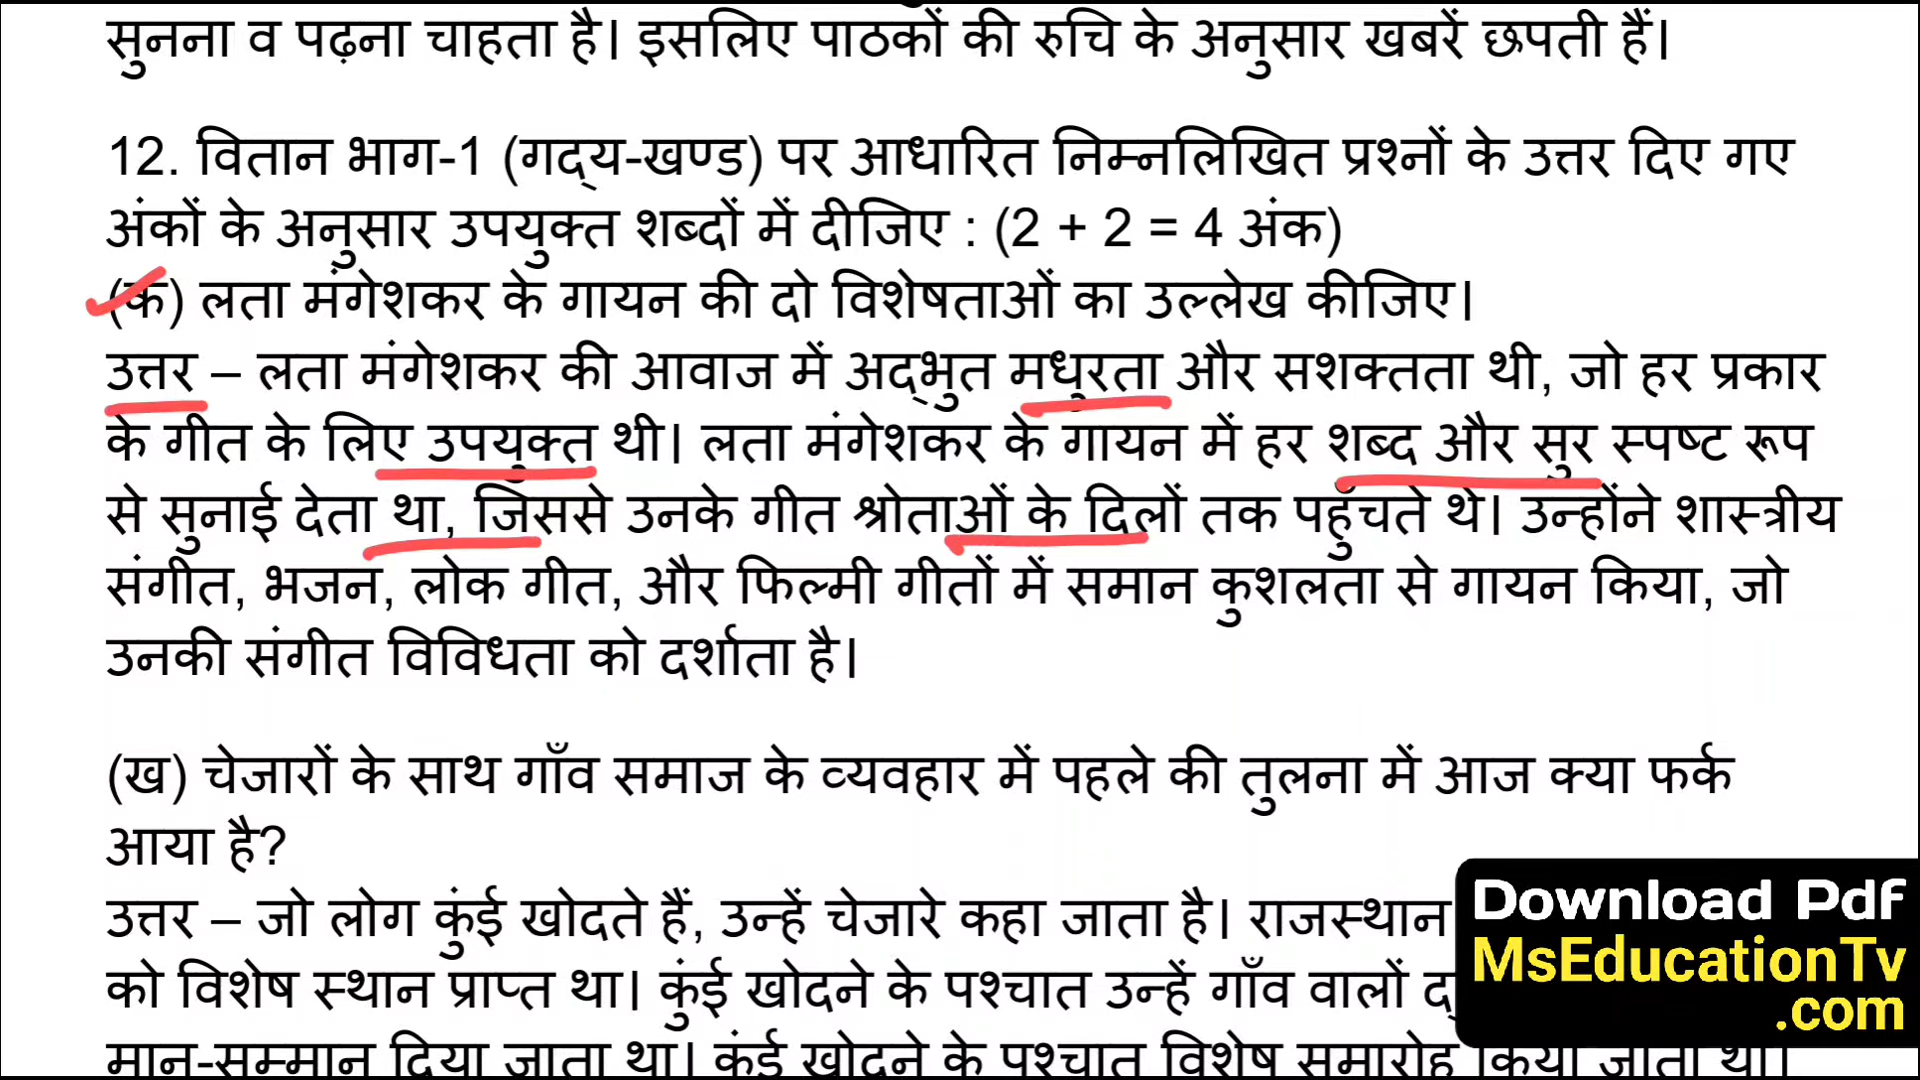 सुनना व पढ़ना चाहता है। इसलिए पाठकों की रुचि के अनुसार खबरें छपती हैं।
12. वितान भाग-1 (गद्य-खण्ड) पर आधारित निम्नलिखित प्रश्नों के उत्तर दिए गए
अंकों के अनुसार उपयुक्त शब्दों में दीजिए : (2 + 2 = 4 अंक)
(क) लता मंगेशकर के गायन की दो विशेषताओं का उल्लेख कीजिए।
उत्तर – लता मंगेशकर की आवाज में अद्भुत मधुरता और सशक्तता थी, जो हर प्रकार
के गीत के लिए उपयुक्त थी। लता मंगेशकर के गायन में हर शब्द और सुर स्पष्ट रूप
से सुनाई देता था, जिससे उनके गीत श्रोताओं के दिलों तक पहुँचते थे। उन्होंने शास्त्रीय
संगीत, भजन, लोक गीत, और फिल्मी गीतों में समान कुशलता से गायन किया, जो
उनकी संगीत विविधता को दर्शाता है।
(ख) चेजारों के साथ गाँव समाज के व्यवहार में पहले की तुलना में आज क्या फर्क
आया है?
उत्तर – जो लोग कुंई खोदते हैं, उन्हें चेजारे कहा जाता है। राजस्थान
को विशेष स्थान प्राप्त था। कुंई खोदने के पश्चात उन्हें गाँव वालों
मान-सम्मान दिया जाता था। कुंई खोदने के पश्चात विशेष समारोह किया जाता था।
Download Pdf
MsEducationTv
.com